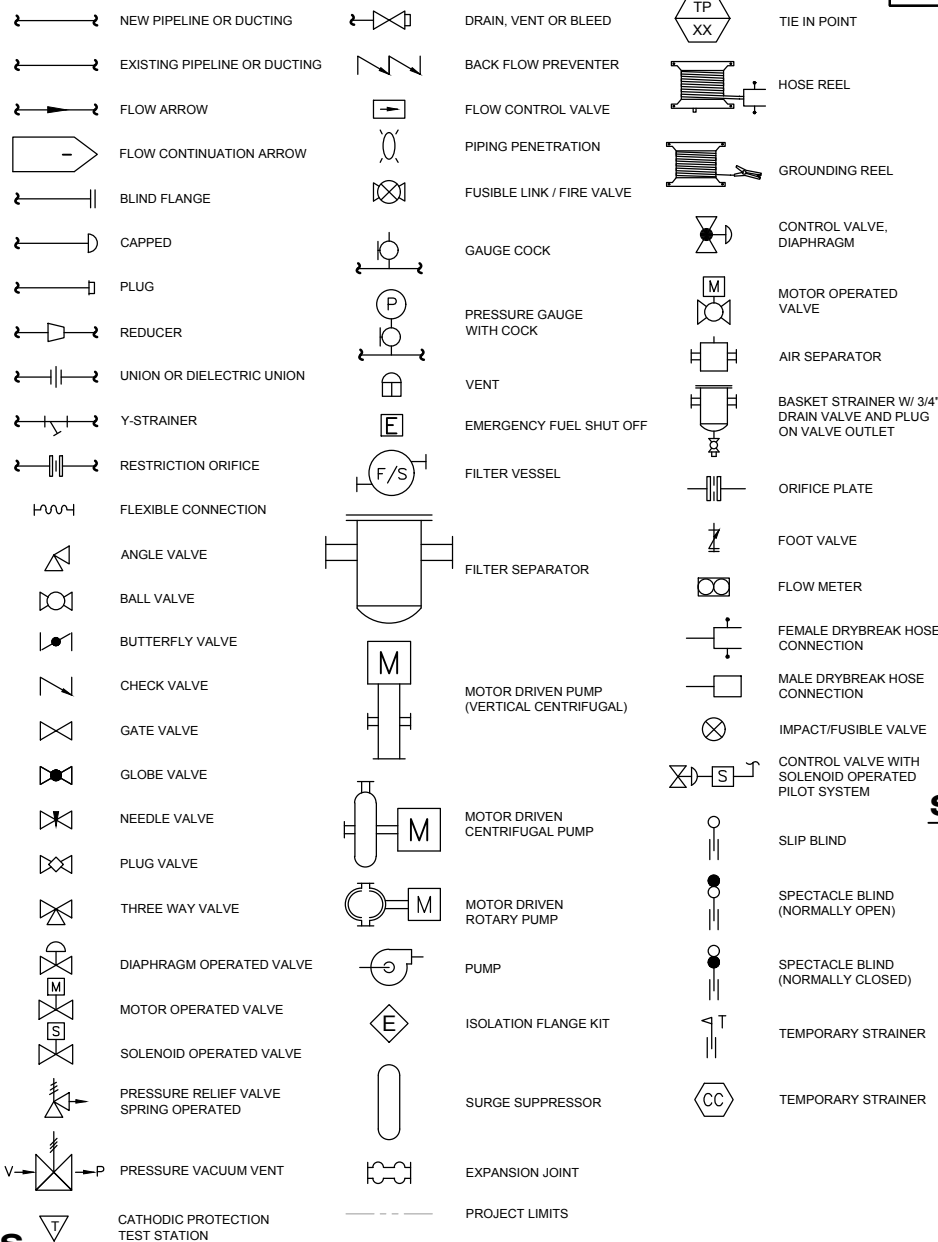 NEW PIPELINE OR DUCTING
EXISTING PIPELINE OR DUCTING
FLOW ARROW
FLOW CONTINUATION ARROW
BLIND FLANGE
CAPPED
PLUG
REDUCER
UNION OR DIELECTRIC UNION
Y-STRAINER
RESTRICTION ORIFICE
FLEXIBLE CONNECTION
ANGLE VALVE
BALL VALVE
BUTTERFLY VALVE
CHECK VALVE
GATE VALVE
GLOBE VALVE
NEEDLE VALVE
PLUG VALVE
THREE WAY VALVE
DIAPHRAGM OPERATED VALVE
M
MOTOR OPERATED VALVE
S
SOLENOID OPERATED VALVE
PRESSURE RELIEF VALVE
SPRING OPERATED
V P PRESSURE VACUUM VENT
T
CATHODIC PROTECTION
TEST STATION
S
DRAIN, VENT OR BLEED
BACK FLOW PREVENTER
FLOW CONTROL VALVE
PIPING PENETRATION
FUSIBLE LINK / FIRE VALVE
GAUGE COCK
P
PRESSURE GAUGE
WITH COCK
VENT
E EMERGENCY FUEL SHUT OFF
F/S FILTER VESSEL
FILTER SEPARATOR
M
MOTOR DRIVEN PUMP
(VERTICAL CENTRIFUGAL)
M
MOTOR DRIVEN
CENTRIFUGAL PUMP
M
MOTOR DRIVEN
ROTARY PUMP
PUMP
E ISOLATION FLANGE KIT
SURGE SUPPRESSOR
EXPANSION JOINT
PROJECT LIMITS
TP
XX
TIE IN POINT
HOSE REEL
GROUNDING REEL
CONTROL VALVE,
DIAPHRAGM
M
MOTOR OPERATED
VALVE
AIR SEPARATOR
BASKET STRAINER W/ 3/4"
DRAIN VALVE AND PLUG
ON VALVE OUTLET
ORIFICE PLATE
FOOT VALVE
FLOW METER
FEMALE DRYBREAK HOSE
CONNECTION
MALE DRYBREAK HOSE
CONNECTION
IMPACT/FUSIBLE VALVE
S
CONTROL VALVE WITH
SOLENOID OPERATED
PILOT SYSTEM
S
SLIP BLIND
SPECTACLE BLIND
(NORMALLY OPEN)
SPECTACLE BLIND
(NORMALLY CLOSED)
T
TEMPORARY STRAINER
CC TEMPORARY STRAINER